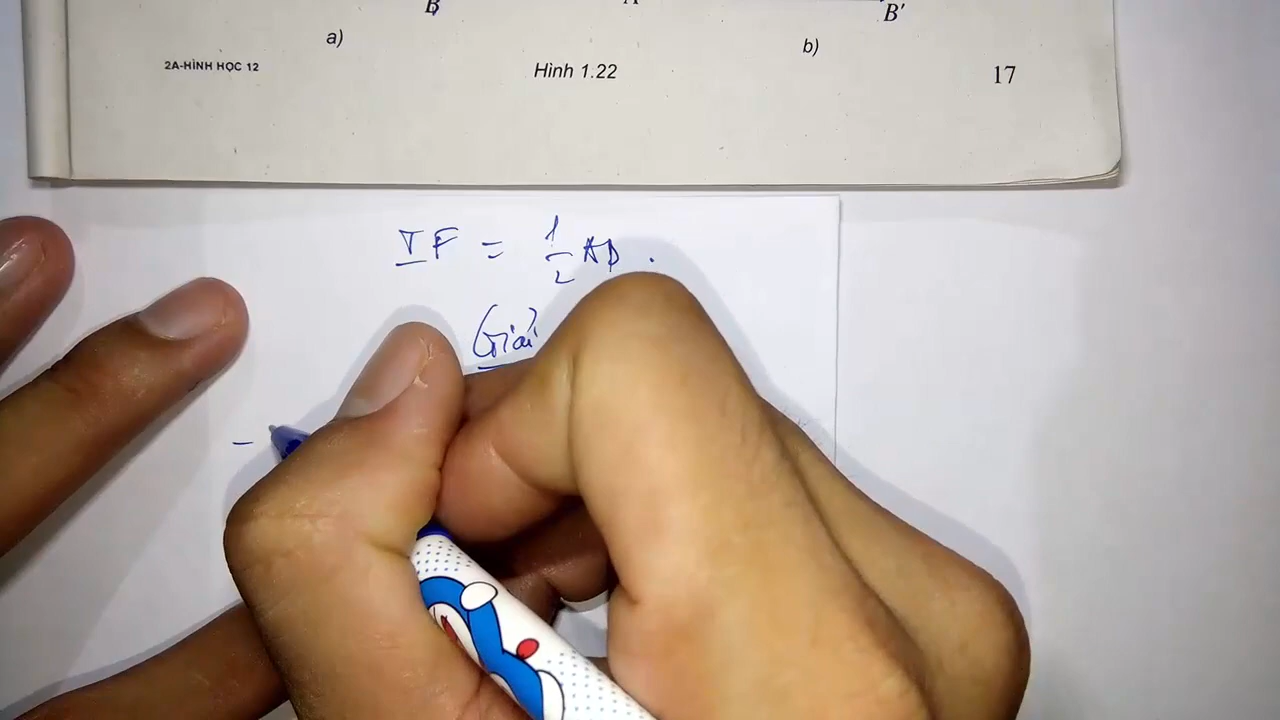 B A B'
a) b)
2A-HÌNH HỌC 12 Hình 1.22 17
IF = 1/2 AD.
Giải
-